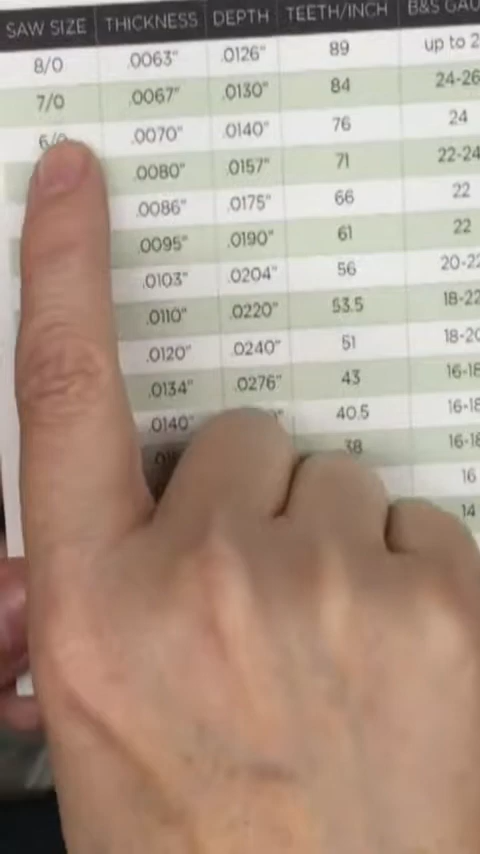 SAW SIZE THICKNESS DEPTH TEETH/INCH B&S GAU
8/0 .0063" .0126" 89 up to 2
7/0 .0067" .0130" 84 24-26
6/0 .0070" .0140" 76 24
.0080" .0157" 71 22-24
.0086" .0175" 66 22
.0095" .0190" 61 22
.0103" .0204" 56 20-22
.0110" .0220" 53.5 18-22
.0120" .0240" 51 18-20
.0134" .0276" 43 16-18
.0140" 40.5 16-18
38 16-18
16
14